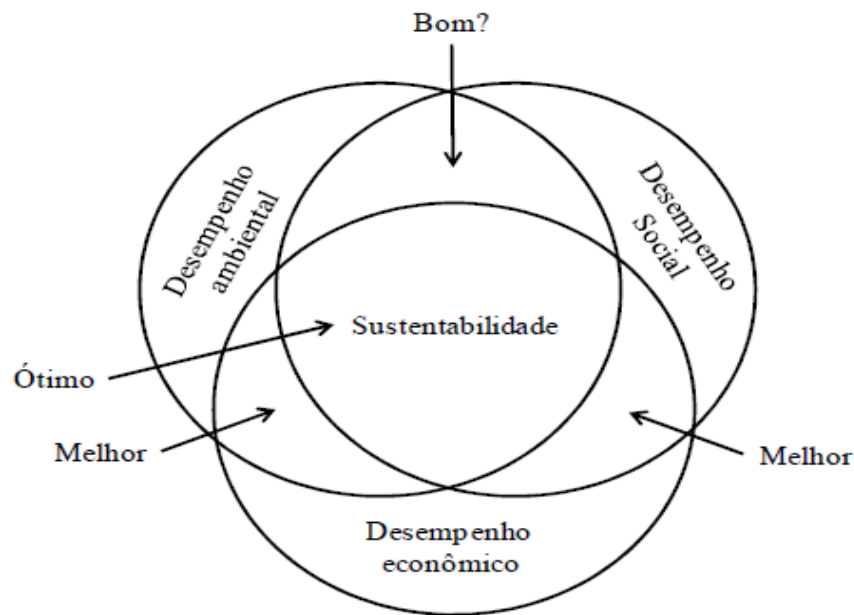 Bom?
Desempenho
ambiental
Desempenho
Social
Sustentabilidade
Ótimo
Melhor
Melhor
Desempenho
econômico